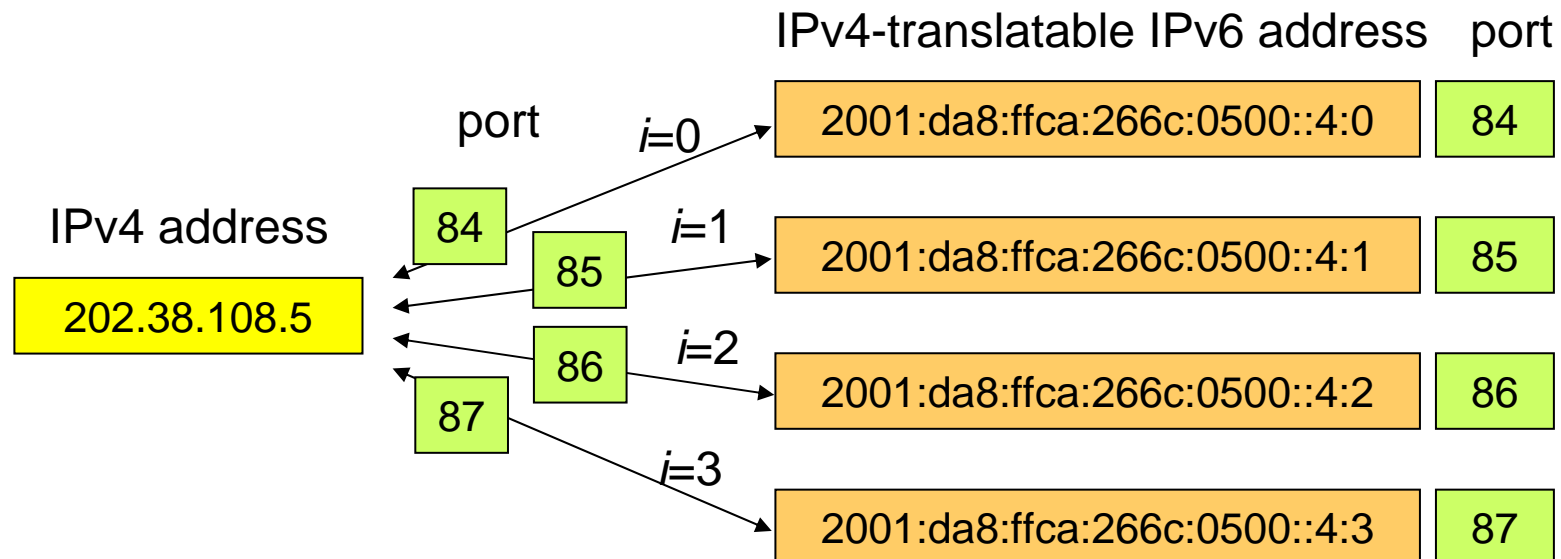 IPv4-translatable IPv6 address port
port
i=0
2001:da8:ffca:266c:0500::4:0 84
84
IPv4 address
i=1
85
2001:da8:ffca:266c:0500::4:1 85
202.38.108.5
86
i=2
2001:da8:ffca:266c:0500::4:2 86
87
i=3
2001:da8:ffca:266c:0500::4:3 87